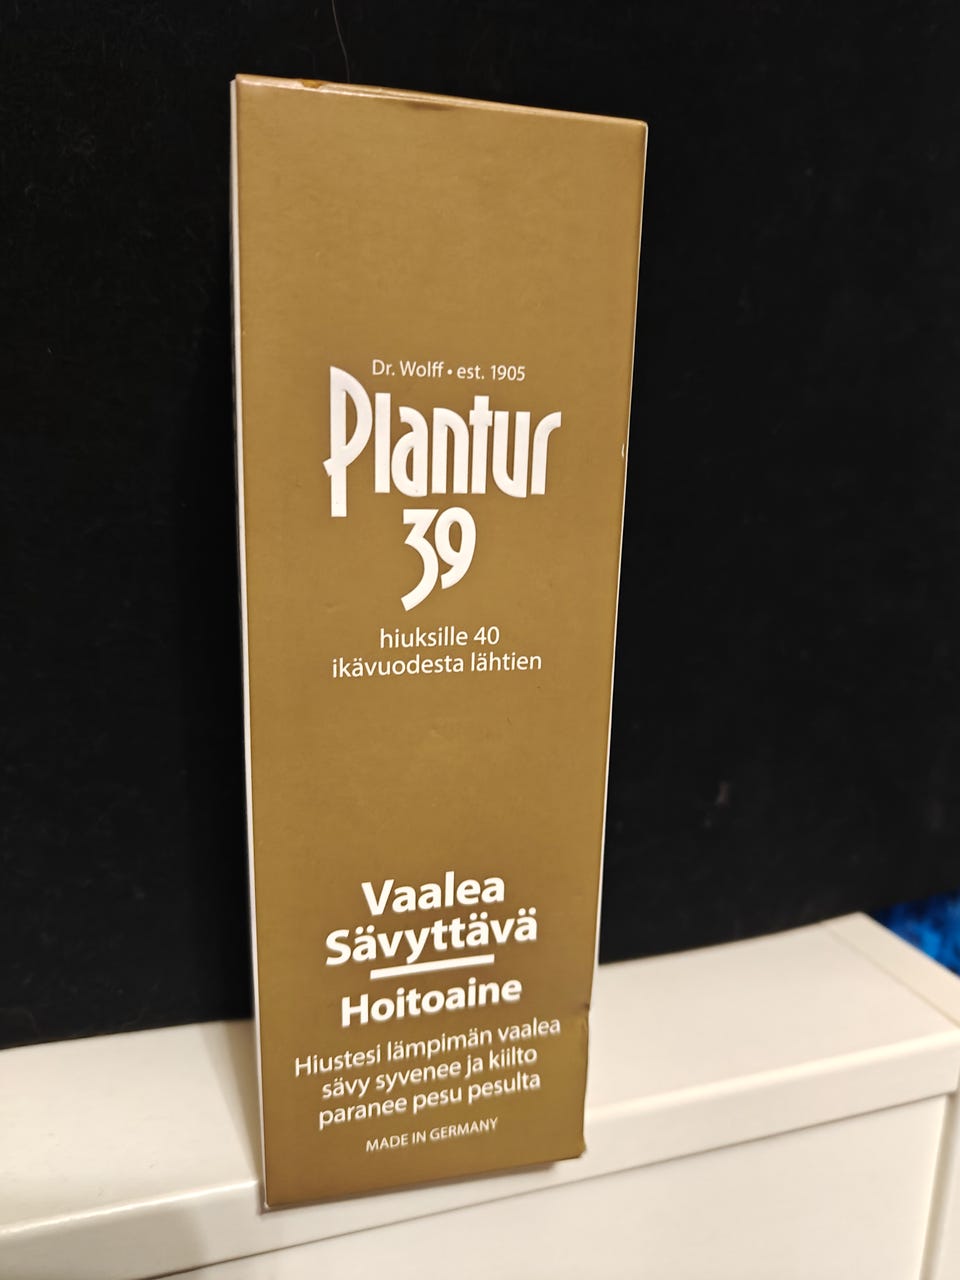 Dr. Wolff • est. 1905
Plantur
39
hiuksille 40
ikävuodesta lähtien
Vaalea
Sävyttävä
Hoitoaine
Hiustesi lämpimän vaalea
sävy syvenee ja kiilto
paranee pesu pesulta
MADE IN GERMANY